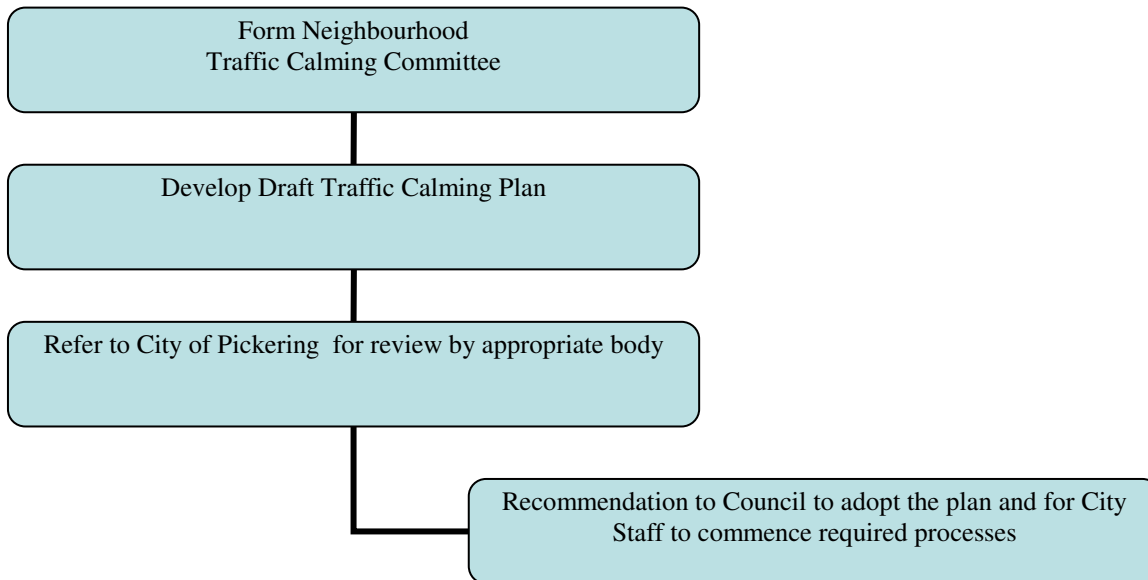 Form Neighbourhood
Traffic Calming Committee
Develop Draft Traffic Calming Plan
Refer to City of Pickering  for review by appropriate body
Recommendation to Council to adopt the plan and for City
Staff to commence required processes